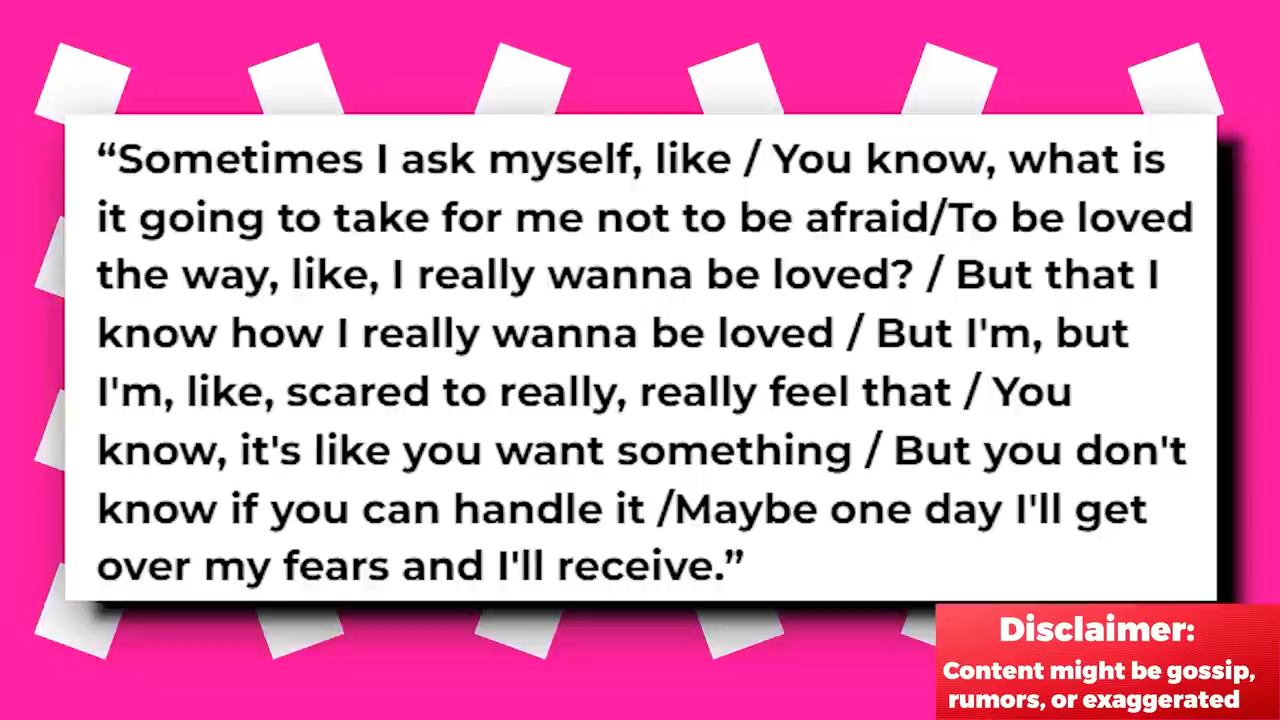 “Sometimes I ask myself, like / You know, what is
it going to take for me not to be afraid/To be loved
the way, like, I really wanna be loved? / But that I
know how I really wanna be loved / But I'm, but
I'm, like, scared to really, really feel that / You
know, it's like you want something / But you don't
know if you can handle it /Maybe one day I'll get
over my fears and I'll receive.”
Disclaimer:
Content might be gossip,
rumors, or exaggerated